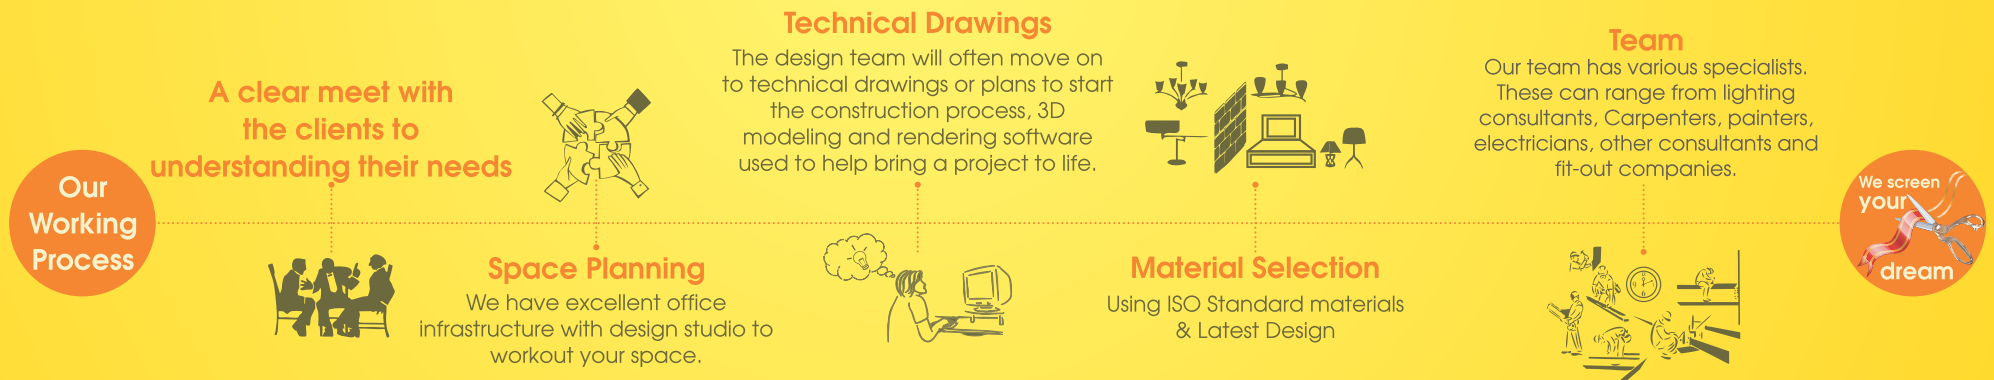 Our
Working
Process
A clear meet with
the clients to
understanding their needs
Space Planning
We have excellent office
infrastructure with design studio to
workout your space.
Technical Drawings
The design team will often move on
to technical drawings or plans to start
the construction process, 3D
modeling and rendering software
used to help bring a project to life.
Material Selection
Using ISO Standard materials
& Latest Design
Team
Our team has various specialists.
These can range from lighting
consultants, Carpenters, painters,
electricians, other consultants and
fit-out companies.
We screen
your
dream